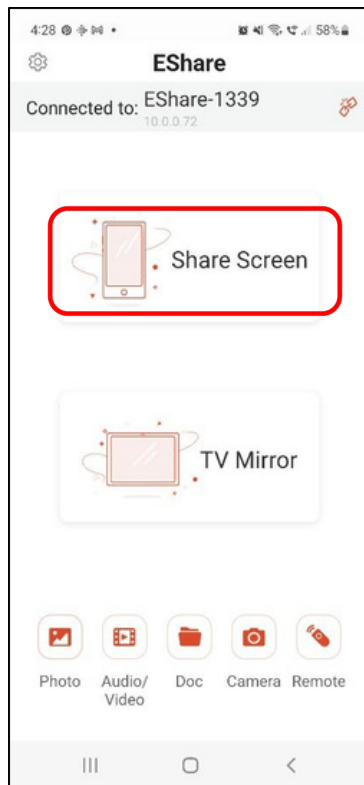 4:28 58%
EShare
Connected to: EShare-1339
10.0.0.72
Share Screen
TV Mirror
Photo Audio/ Doc Camera Remote
Video